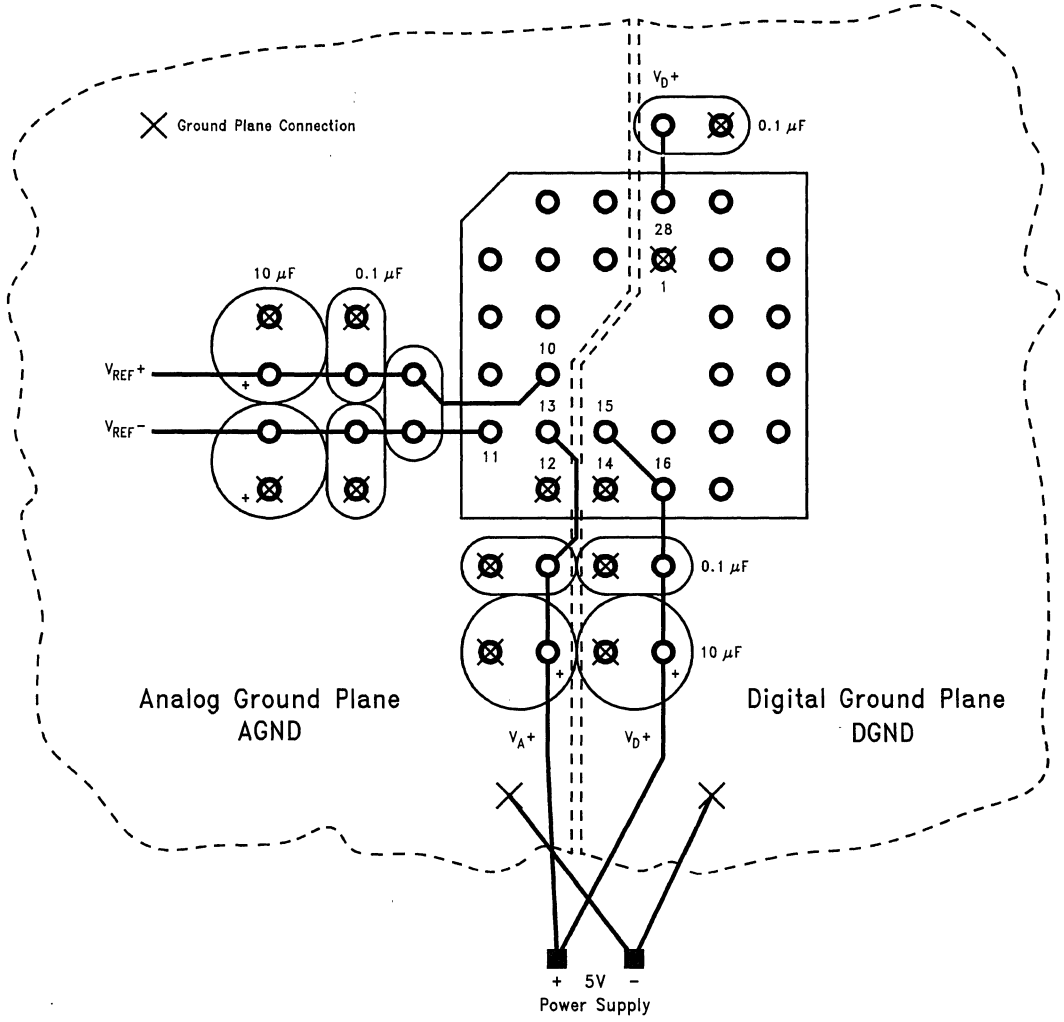 V_D+
Ground Plane Connection
0.1 μF
28
1
10 μF
0.1 μF
10
V_REF+
+
13
15
V_REF−
11
12
14
16
+
0.1 μF
10 μF
+
+
Analog Ground Plane
AGND
Digital Ground Plane
DGND
V_A+
V_D+
+ 5V −
Power Supply